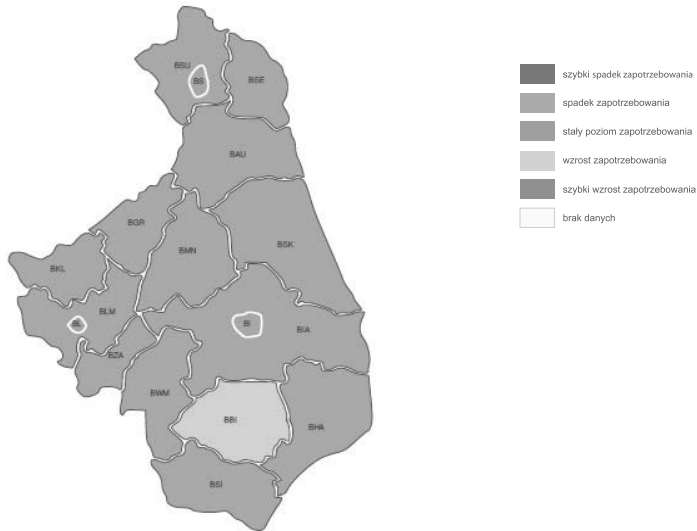 BSU
BS
BSE
BAU
BGR
BMN
BSK
BKL
BLM
BL
BI
BIA
BZA
BWM
BBI
BHA
BSI
szybki spadek zapotrzebowania
spadek zapotrzebowania
stały poziom zapotrzebowania
wzrost zapotrzebowania
szybki wzrost zapotrzebowania
brak danych